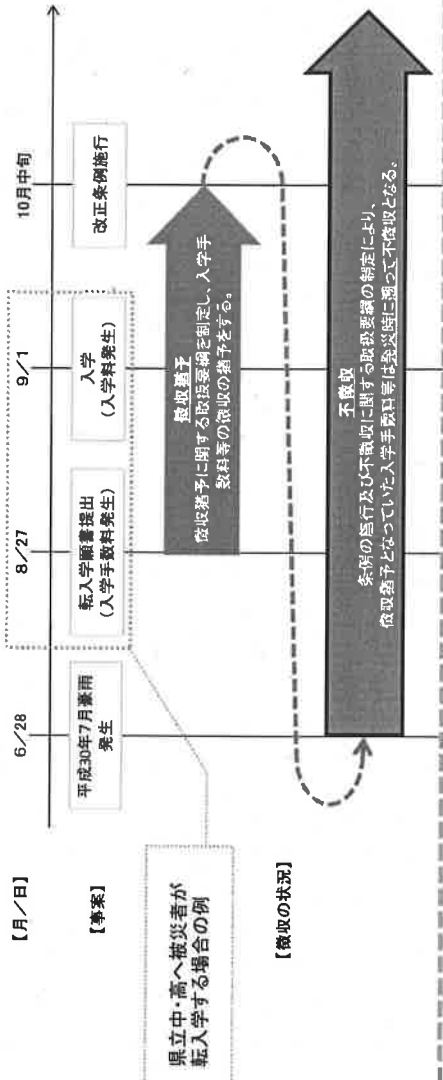 【月／日】
6／28
8／27
9／1
10月中旬
【事案】
平成30年7月豪雨
発生
転入学願書提出
（入学手数料発生）
入学
（入学料発生）
改正条例施行
県立中・高へ被災者が
転入学する場合の例
【徴収の状況】
徴収猶予
徴収猶予に関する取扱要綱を制定し、入学手
数料等の徴収の猶予をする。
不徴収
条例の施行及び不徴収に関する取扱要綱の制定により、
徴収猶予となっていた入学手数料等は発災時に遡って不徴収となる。